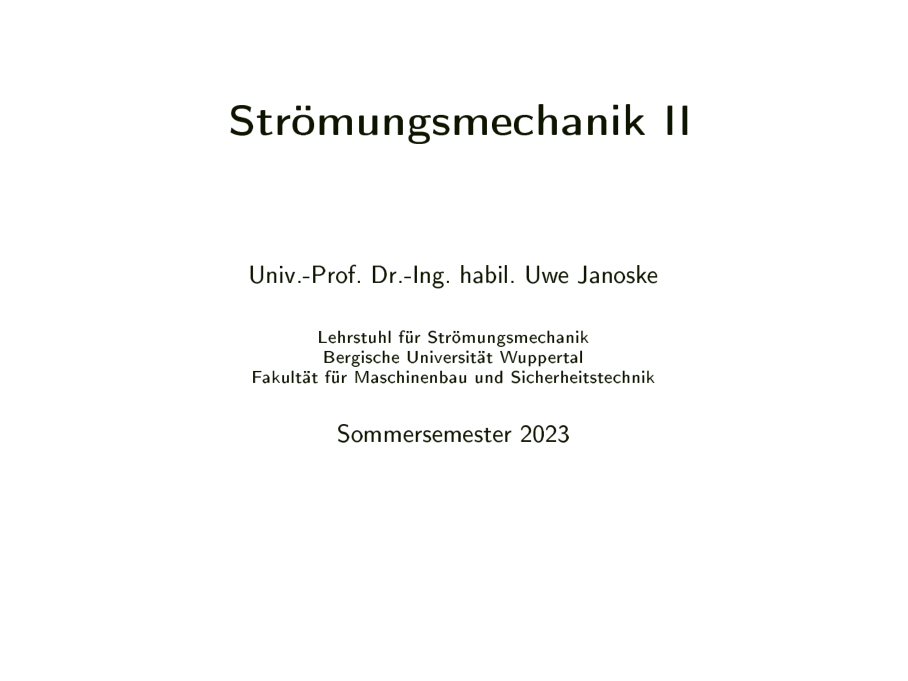 Strömungsmechanik II
Univ.-Prof. Dr.-Ing. habil. Uwe Janoske
Lehrstuhl für Strömungsmechanik
Bergische Universität Wuppertal
Fakultät für Maschinenbau und Sicherheitstechnik
Sommersemester 2023